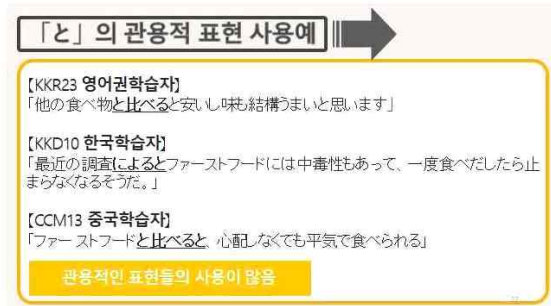 「と」의 관용적 표현 사용예
【KKR23 영어권학습자】
「他の食べ物と比べると安いし味も結構うまいと思います」
【KKD10 한국학습자】
「最近の調査によるとファーストフードには中毒性もあって、一度食べだしたら止
まらなくなるそうだ。」
【CCM13 중국학습자】
「ファーストフードと比べると、心配しなくても平気で食べられる」
관용적인 표현들의 사용이 많음